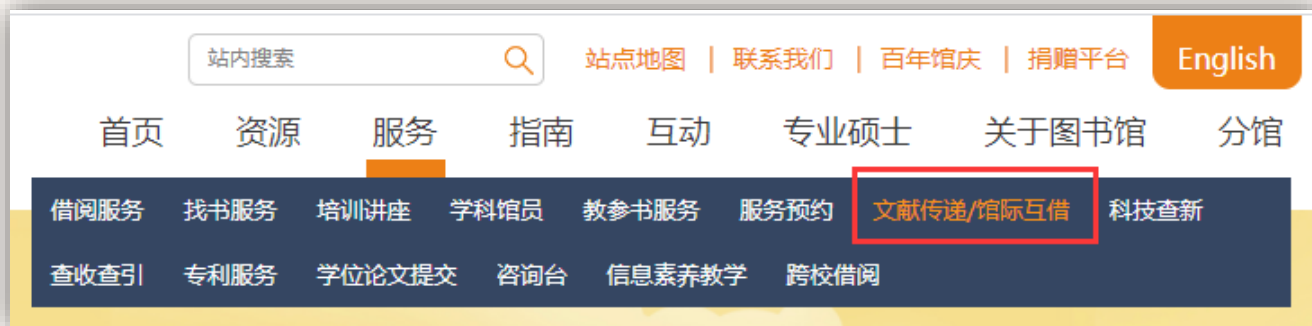 站内搜索 站点地图 | 联系我们 | 百年馆庆 | 捐赠平台 English
首页 资源 服务 指南 互动 专业硕士 关于图书馆 分馆
借阅服务 找书服务 培训讲座 学科馆员 教参书服务 服务预约 文献传递/馆际互借 科技查新
查收查引 专利服务 学位论文提交 咨询台 信息素养教学 跨校借阅